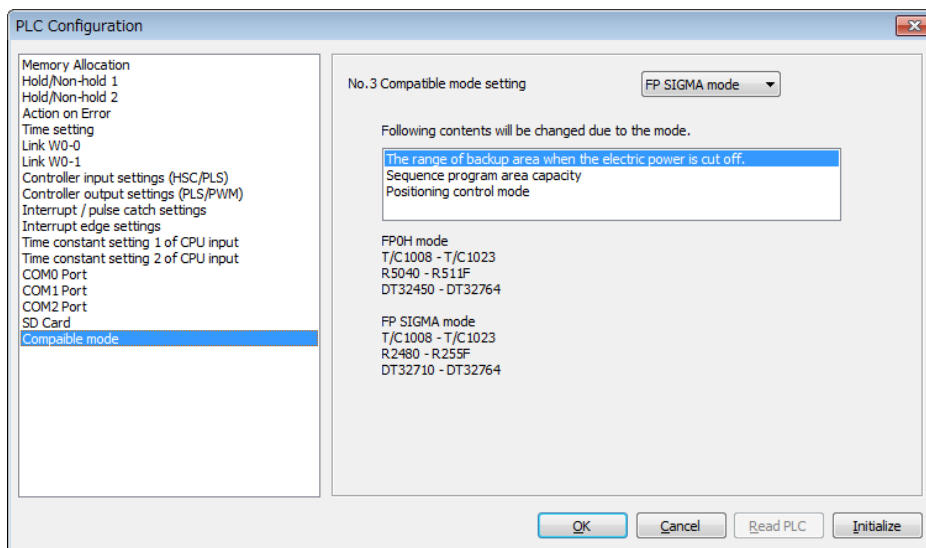 PLC Configuration
Memory Allocation
Hold/Non-hold 1
Hold/Non-hold 2
Action on Error
Time setting
Link W0-0
Link W0-1
Controller input settings (HSC/PLS)
Controller output settings (PLS/PWM)
Interrupt / pulse catch settings
Interrupt edge settings
Time constant setting 1 of CPU input
Time constant setting 2 of CPU input
COM0 Port
COM1 Port
COM2 Port
SD Card
Compaible mode
No.3 Compatible mode setting
FP SIGMA mode
Following contents will be changed due to the mode.
The range of backup area when the electric power is cut off.
Sequence program area capacity
Positioning control mode
FP0H mode
T/C1008 - T/C1023
R5040 - R511F
DT32450 - DT32764
FP SIGMA mode
T/C1008 - T/C1023
R2480 - R255F
DT32710 - DT32764
OK
Cancel
Read PLC
Initialize